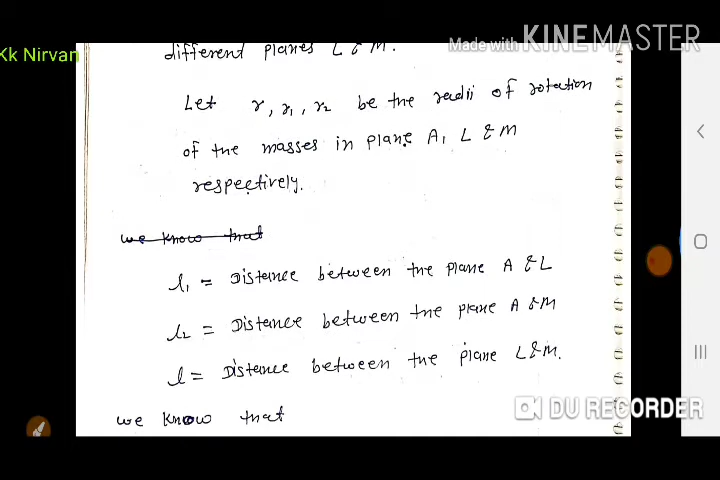 different planes L & M.
Made with KINEMASTER
Kk Nirvan
Let r, r1, r2 be the radii of rotation
of the masses in plane A, L & M
respectively.
we know that
l1 = Distance between the plane A & L
l2 = Distance between the plane A & M
l = Distance between the plane L & M.
we know that
DU RECORDER